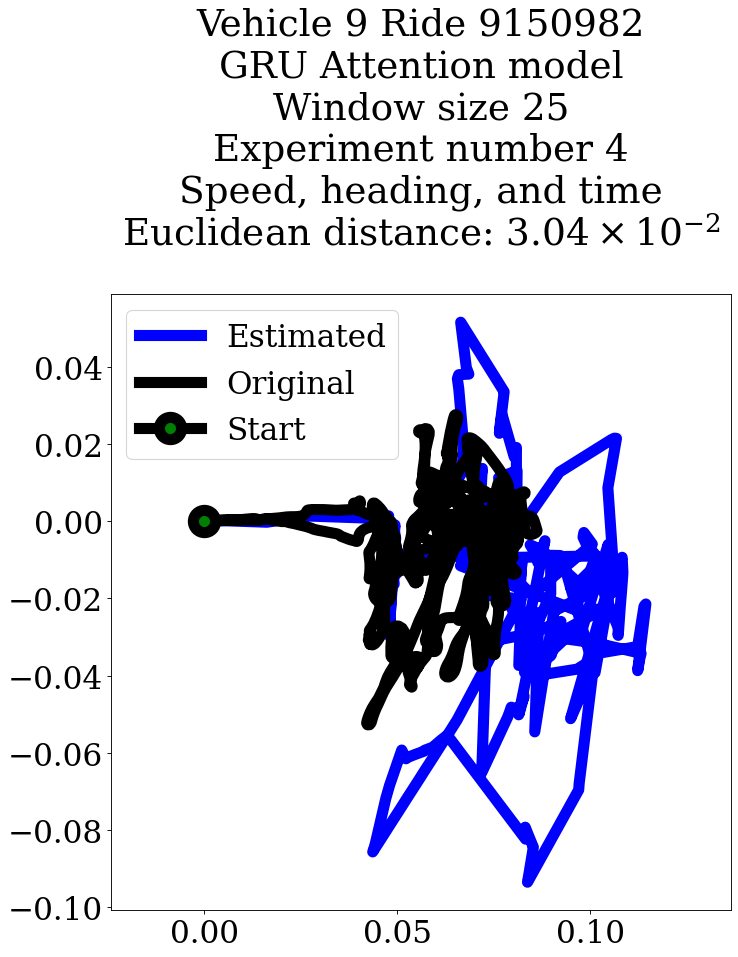 Vehicle 9 Ride 9150982
GRU Attention model
Window size 25
Experiment number 4
Speed, heading, and time
Euclidean distance: 3.04 × 10⁻²
Estimated
Original
Start
0.04
0.02
0.00
−0.02
−0.04
−0.06
−0.08
−0.10
0.00 0.05 0.10